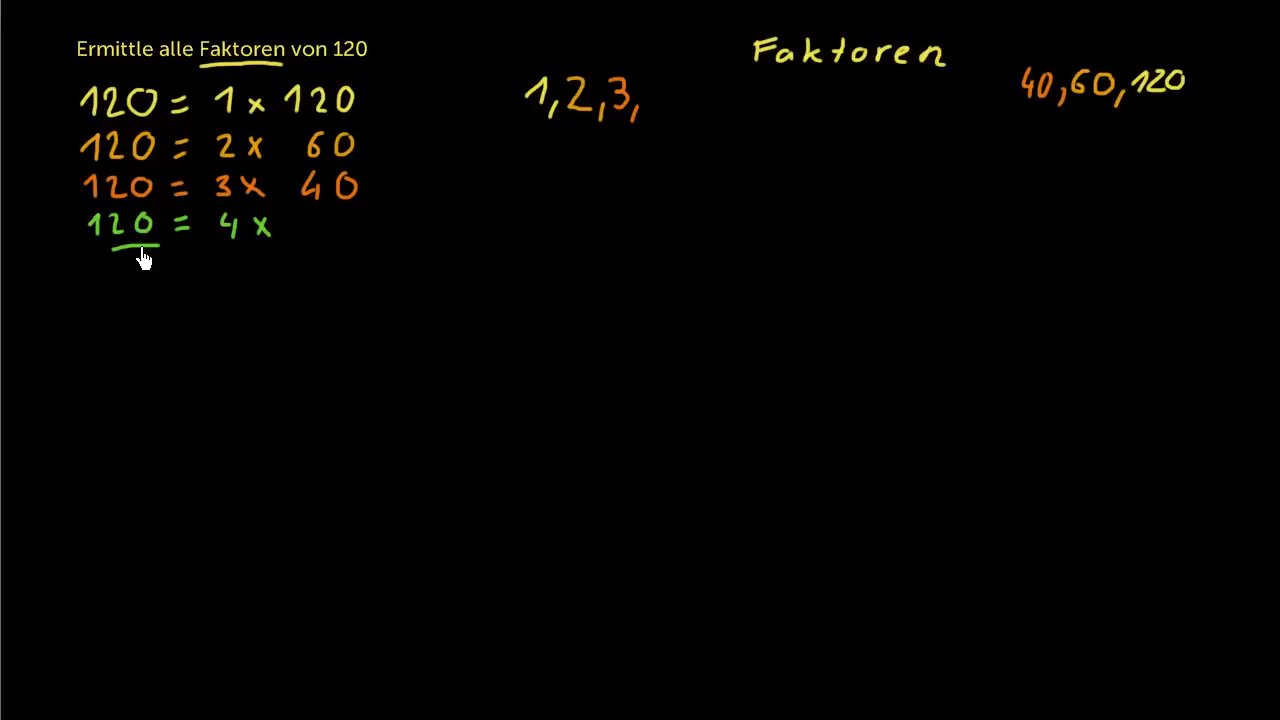 Ermittle alle Faktoren von 120
Faktoren
120 = 1 x 120
1, 2, 3,
40, 60, 120
120 = 2 x 60
120 = 3 x 40
120 = 4 x